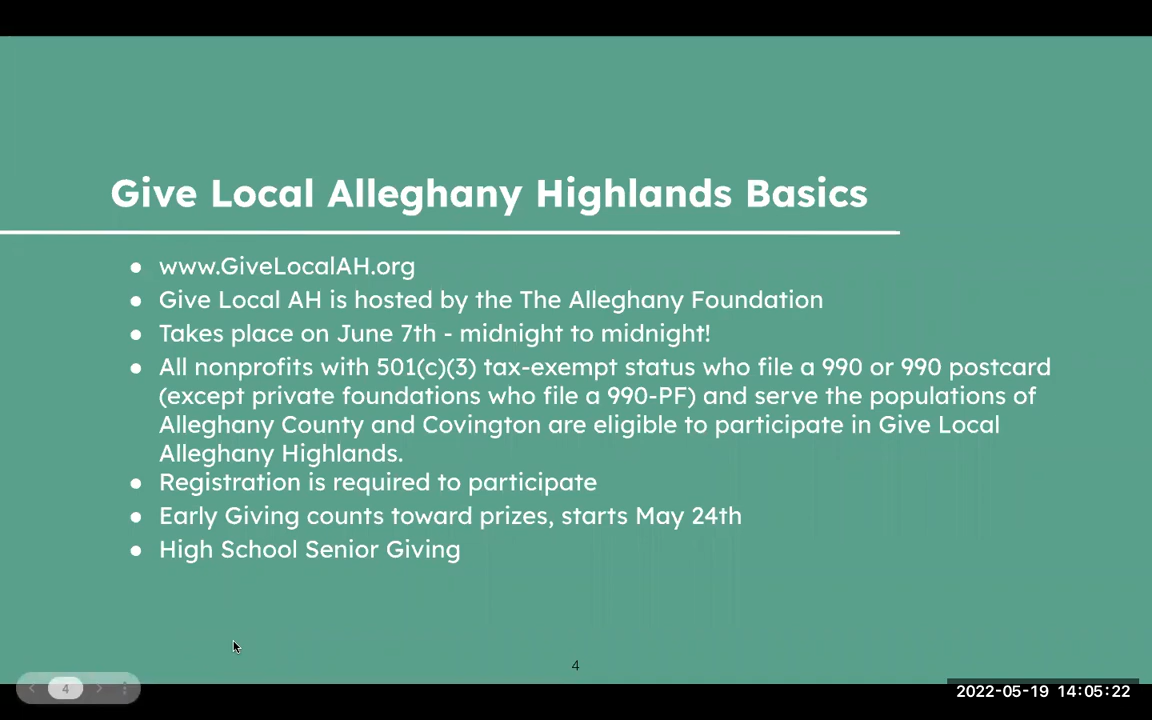 Give Local Alleghany Highlands Basics
● www.GiveLocalAH.org
● Give Local AH is hosted by the The Alleghany Foundation
● Takes place on June 7th - midnight to midnight!
● All nonprofits with 501(c)(3) tax-exempt status who file a 990 or 990 postcard
(except private foundations who file a 990-PF) and serve the populations of
Alleghany County and Covington are eligible to participate in Give Local
Alleghany Highlands.
● Registration is required to participate
● Early Giving counts toward prizes, starts May 24th
● High School Senior Giving
4
4
2022-05-19 14:05:22